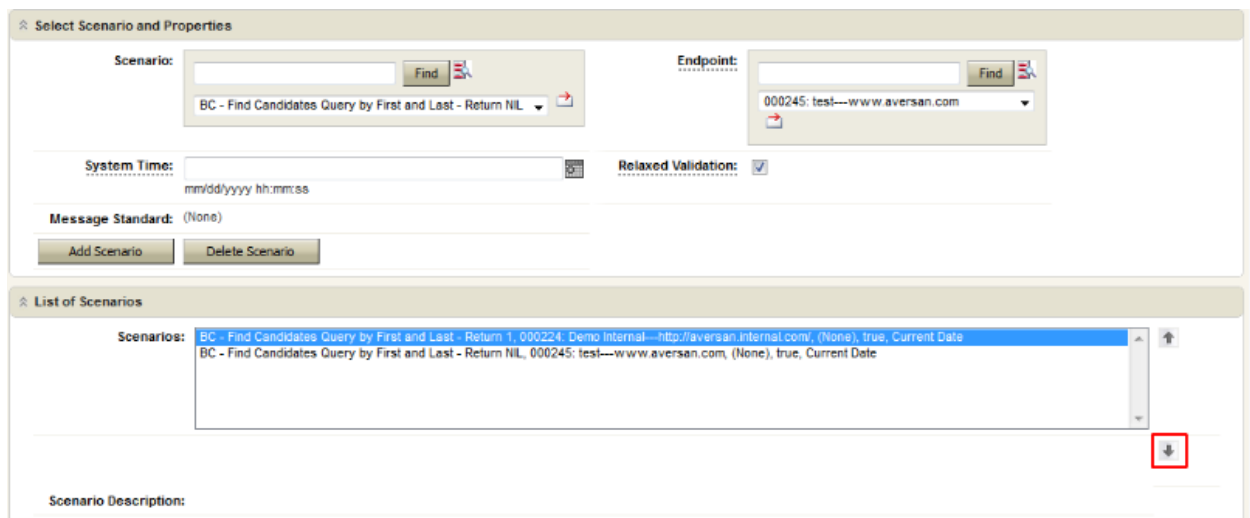 Select Scenario and Properties
Scenario:
Find
BC - Find Candidates Query by First and Last - Return NIL
Endpoint:
Find
000245: test---www.aversan.com
System Time:
mm/dd/yyyy hh:mm:ss
Relaxed Validation:
Message Standard: (None)
Add Scenario Delete Scenario
List of Scenarios
Scenarios:
BC - Find Candidates Query by First and Last - Return 1, 000224: Demo Internal---http://aversan.internal.com/, (None), true, Current Date
BC - Find Candidates Query by First and Last - Return NIL, 000245: test---www.aversan.com, (None), true, Current Date
Scenario Description: